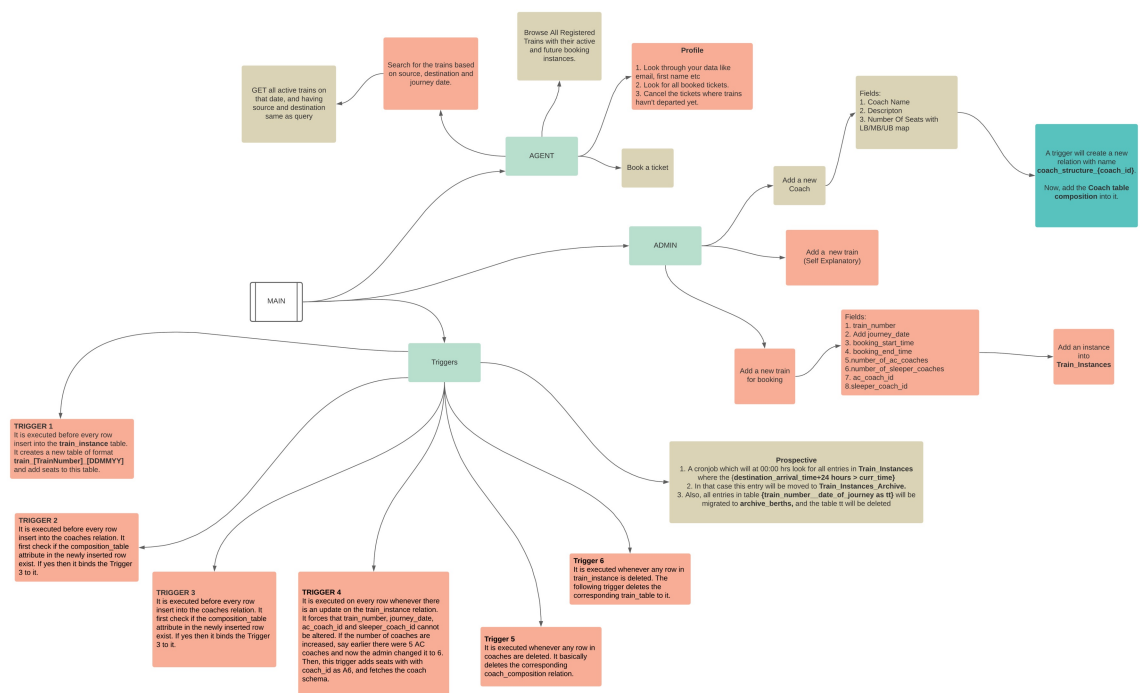 Browse All Registered
Trains with their active
and future booking
instances.
Profile
1. Look through your data like
email, first name etc
2. Look for all booked tickets.
3. Cancel the tickets where trains
havn't departed yet.
Search for the trains based
on source, destination and
journey date.
GET all active trains on
that date, and having
source and destination
same as query
AGENT
Book a ticket
Fields:
1. Coach Name
2. Descripton
3. Number Of Seats with
LB/MB/UB map
A trigger will create a new
relation with name
coach_structure_{coach_id}.
Now, add the Coach table
composition into it.
Add a new
Coach
ADMIN
Add a new train
(Self Explanatory)
MAIN
Fields:
1. train_number
2. Add journey_date
3. booking_start_time
4. booking_end_time
5.number_of_ac_coaches
6.number_of_sleeper_coaches
7. ac_coach_id
8.sleeper_coach_id
Add an instance
into
Train_Instances
Add a new train
for booking
Triggers
TRIGGER 1
It is executed before every row
insert into the train_instance table.
It creates a new table of format
train_[TrainNumber]_[DDMMYY]
and add seats to this table.
Prospective
1. A cronjob which will at 00:00 hrs look for all entries in Train_Instances
where the {destination_arrival_time+24 hours > curr_time}
2. In that case this entry will be moved to Train_Instances_Archive.
3. Also, all entries in table {train_number__date_of_journey as tt} will be
migrated to archive_berths, and the table tt will be deleted
TRIGGER 2
It is executed before every row
insert into the coaches relation. It
first check if the composition_table
attribute in the newly inserted row
exist. If yes then it binds the Trigger
3 to it.
TRIGGER 3
It is executed before every row
insert into the coaches relation. It
first check if the composition_table
attribute in the newly inserted row
exist. If yes then it binds the Trigger
3 to it.
TRIGGER 4
It is executed on every row whenever there
is an update on the train_instance relation.
It forces that train_number, journey_date,
ac_coach_id and sleeper_coach_id cannot
be altered. If the number of coaches are
increased, say earlier there were 5 AC
coaches and now the admin changed it to 6.
Then, this trigger adds seats with with
coach_id as A6, and fetches the coach
schema.
Trigger 5
It is executed whenever any row in
coaches are deleted. It basically
deletes the corresponding
coach_composition relation.
Trigger 6
It is executed whenever any row in
train_instance is deleted. The
following trigger deletes the
corresponding train_table to it.